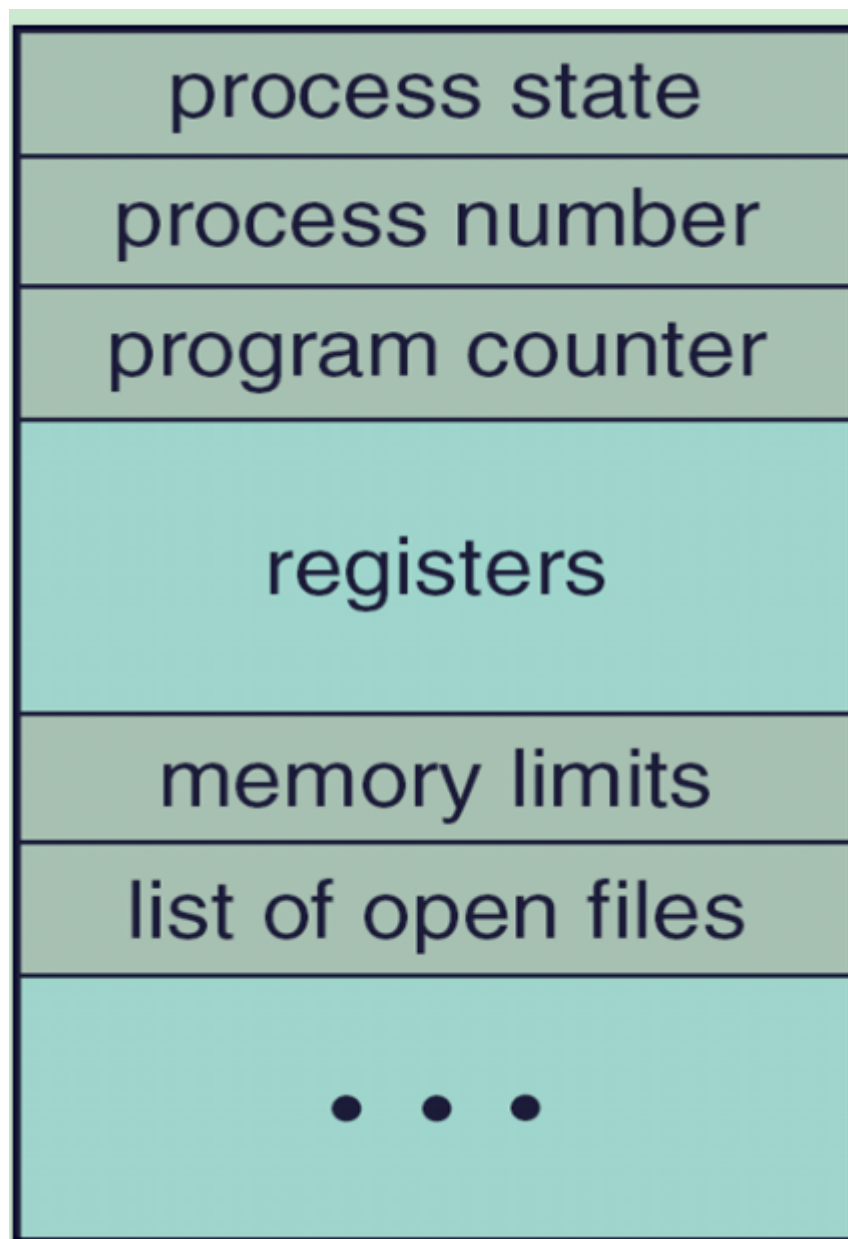 process state
process number
program counter
registers
memory limits
list of open files
• • •